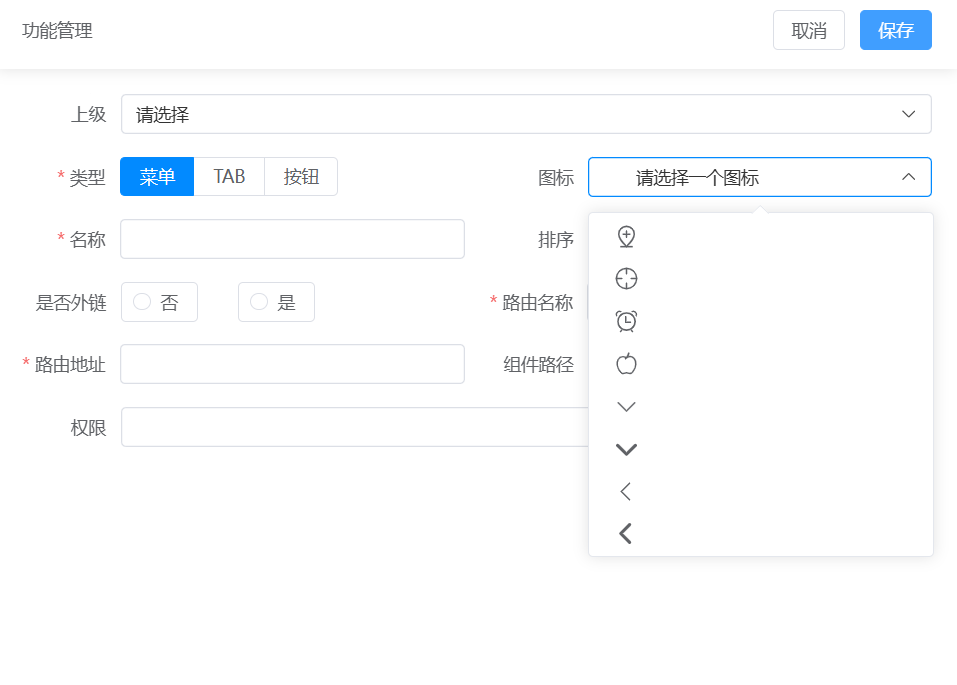 功能管理 取消 保存
上级 请选择
* 类型 菜单 TAB 按钮 图标 请选择一个图标
* 名称 排序
是否外链 否 是 * 路由名称
* 路由地址 组件路径
权限